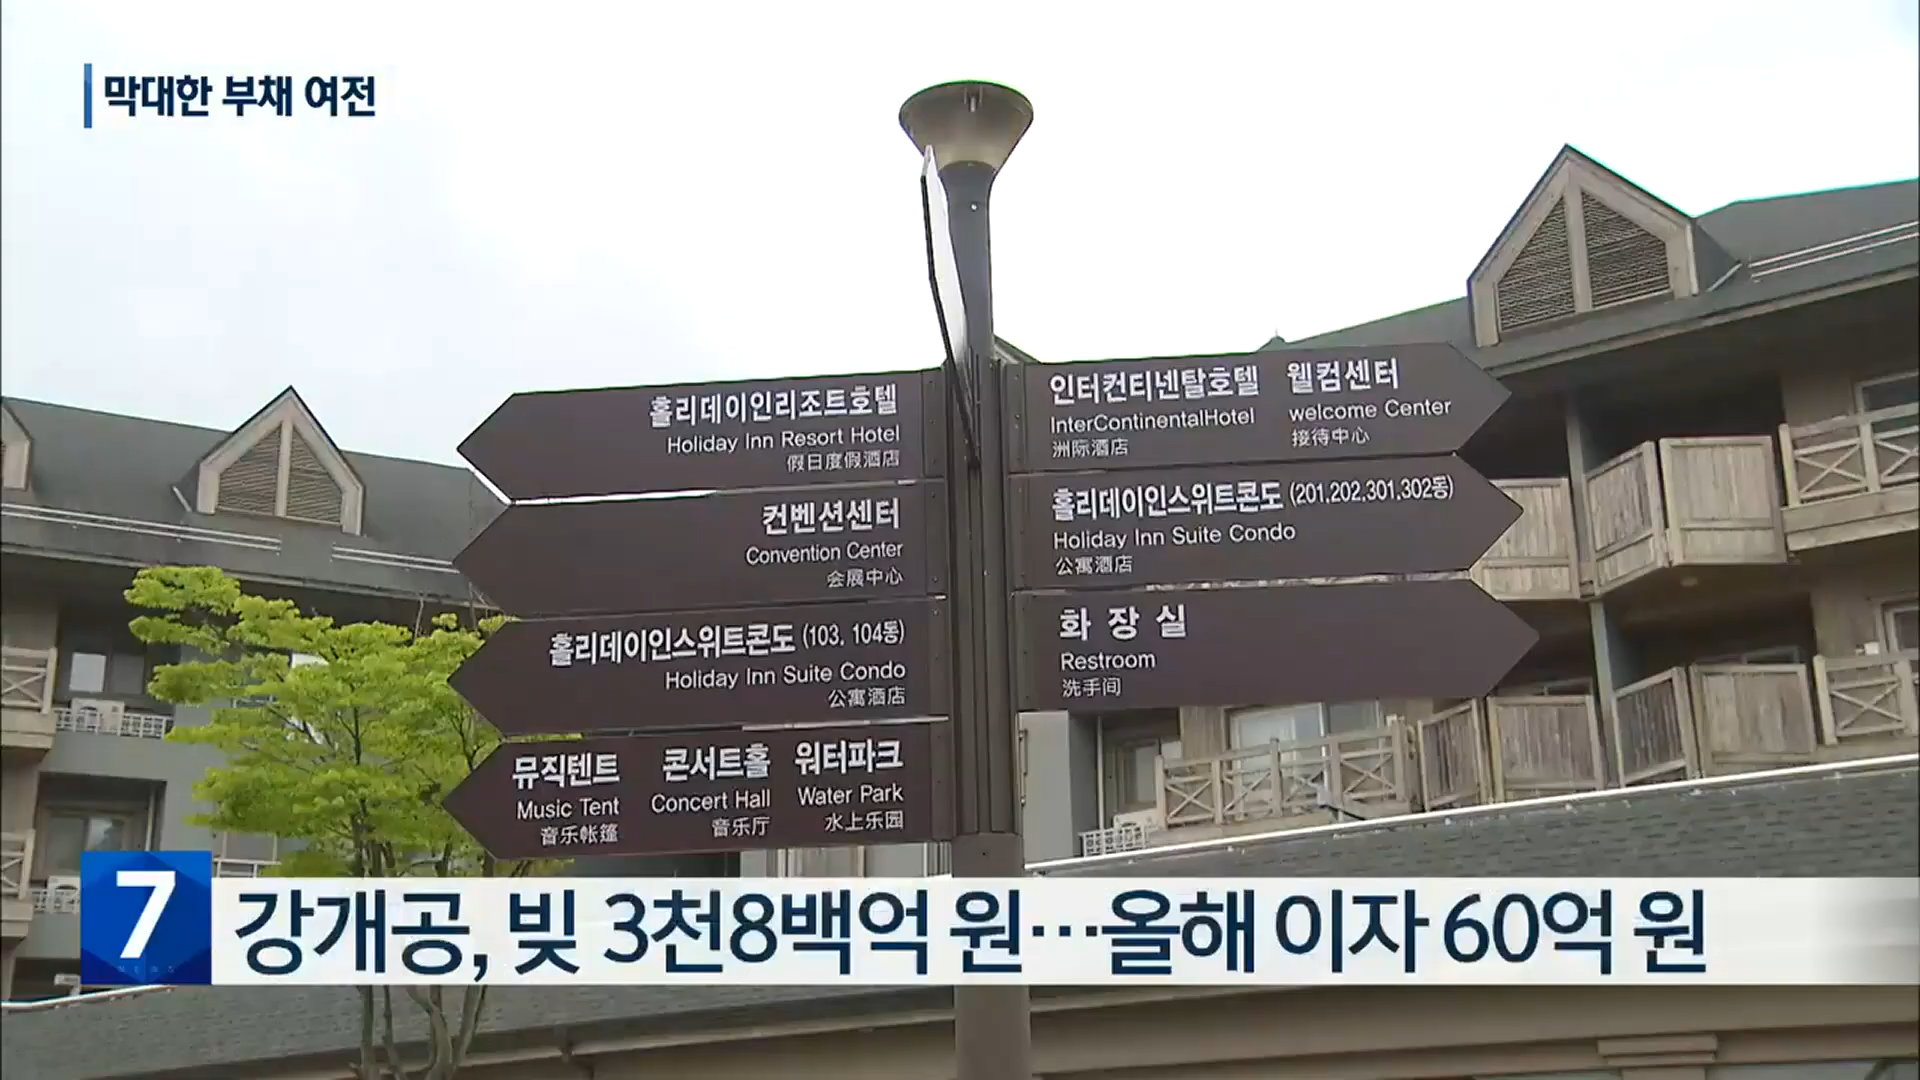 막대한 부채 여전
홀리데이인리조트호텔
Holiday Inn Resort Hotel
假日度假酒店
컨벤션센터
Convention Center
会展中心
홀리데이인스위트콘도 (103. 104동)
Holiday Inn Suite Condo
公寓酒店
뮤직텐트 콘서트홀 워터파크
Music Tent Concert Hall Water Park
音乐帐篷 音乐厅 水上乐园
인터컨티넨탈호텔 웰컴센터
InterContinentalHotel welcome Center
洲际酒店 接待中心
홀리데이인스위트콘도 (201.202.301.302동)
Holiday Inn Suite Condo
公寓酒店
화 장 실
Restroom
洗手间
7
NEWS
강개공, 빚 3천8백억 원…올해 이자 60억 원